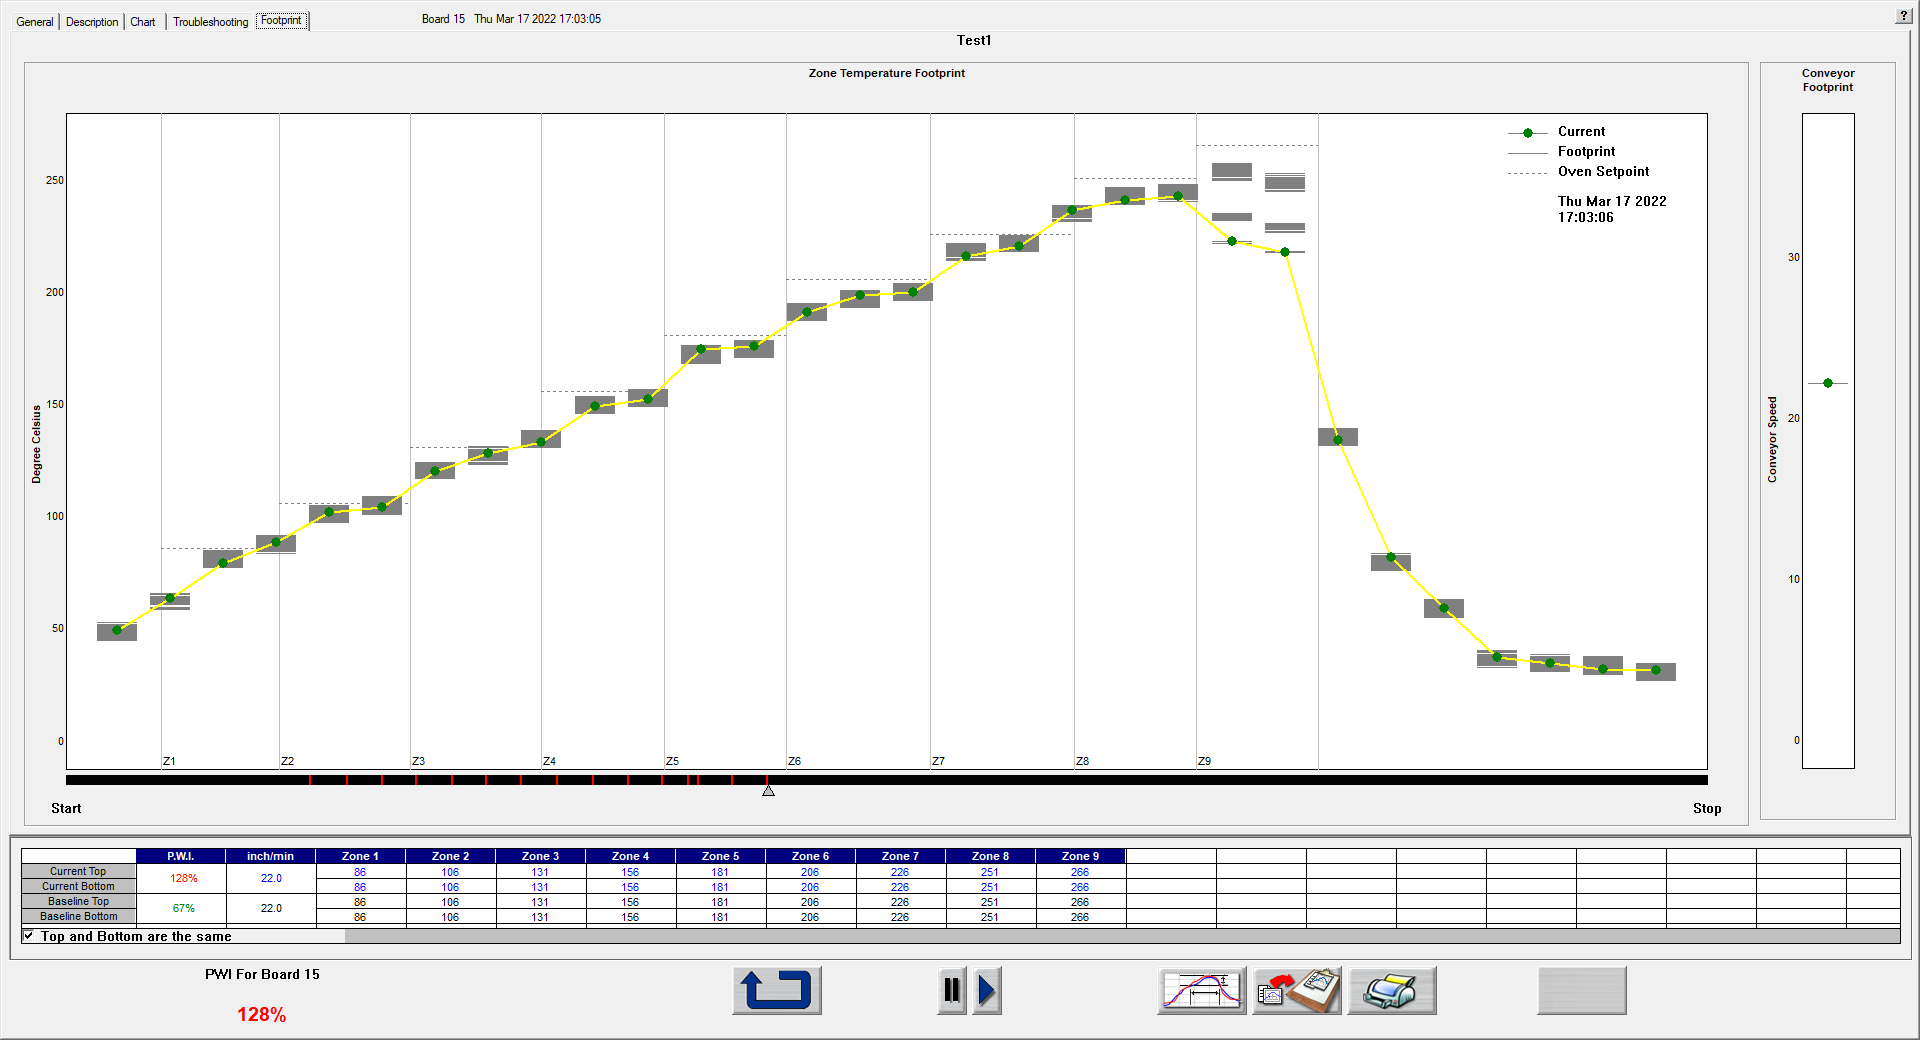 General Description Chart Troubleshooting Footprint Board 15 Thu Mar 17 2022 17:03:05 ?
Test1
Zone Temperature Footprint
Conveyor
Footprint
Current
Footprint
Oven Setpoint
Thu Mar 17 2022
17:03:06
250
200
150
100
50
0
Degree Celsius
Z1 Z2 Z3 Z4 Z5 Z6 Z7 Z8 Z9
Start Stop
30
20
10
0
Conveyor Speed
P.W.I. inch/min Zone 1 Zone 2 Zone 3 Zone 4 Zone 5 Zone 6 Zone 7 Zone 8 Zone 9
Current Top 128% 22.0 86 106 131 156 181 206 226 251 266
Current Bottom 86 106 131 156 181 206 226 251 266
Baseline Top 67% 22.0 86 106 131 156 181 206 226 251 266
Baseline Bottom 86 106 131 156 181 206 226 251 266
Top and Bottom are the same
PWI For Board 15
128%